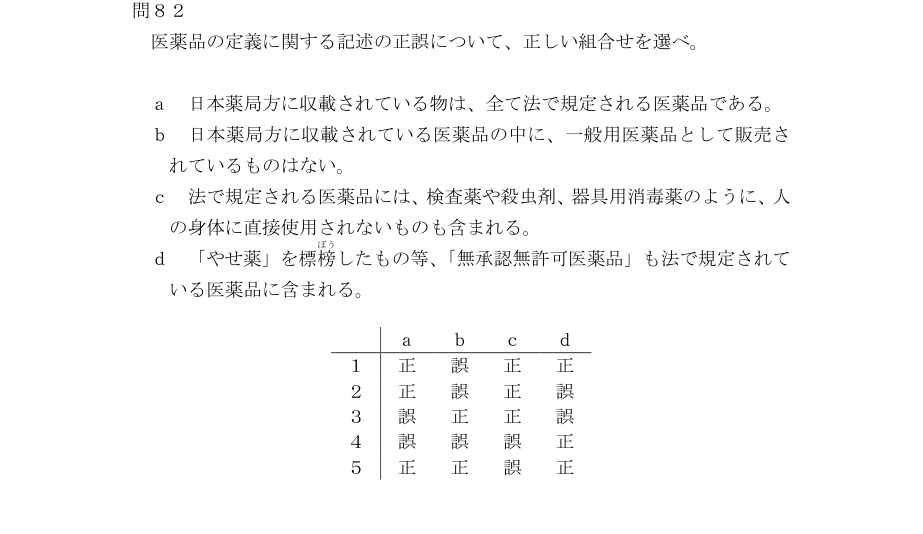 問８２
医薬品の定義に関する記述の正誤について、正しい組合せを選べ。
ａ　日本薬局方に収載されている物は、全て法で規定される医薬品である。
ｂ　日本薬局方に収載されている医薬品の中に、一般用医薬品として販売さ
れているものはない。
ｃ　法で規定される医薬品には、検査薬や殺虫剤、器具用消毒薬のように、人
の身体に直接使用されないものも含まれる。
ぼう
ｄ　「やせ薬」を標榜したもの等、「無承認無許可医薬品」も法で規定されて
いる医薬品に含まれる。
ａ ｂ ｃ ｄ
１ 正 誤 正 正
２ 正 誤 正 誤
３ 誤 正 正 誤
４ 誤 誤 誤 正
５ 正 正 誤 正